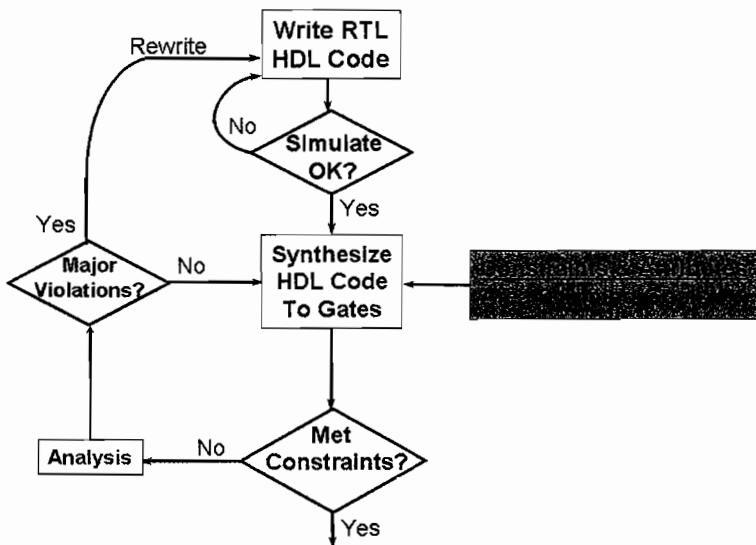 Write RTL
HDL Code
Rewrite
No
Simulate
OK?
Yes
Yes
Major
Violations?
No
Synthesize
HDL Code
To Gates
Met
Constraints?
No
Analysis
Yes